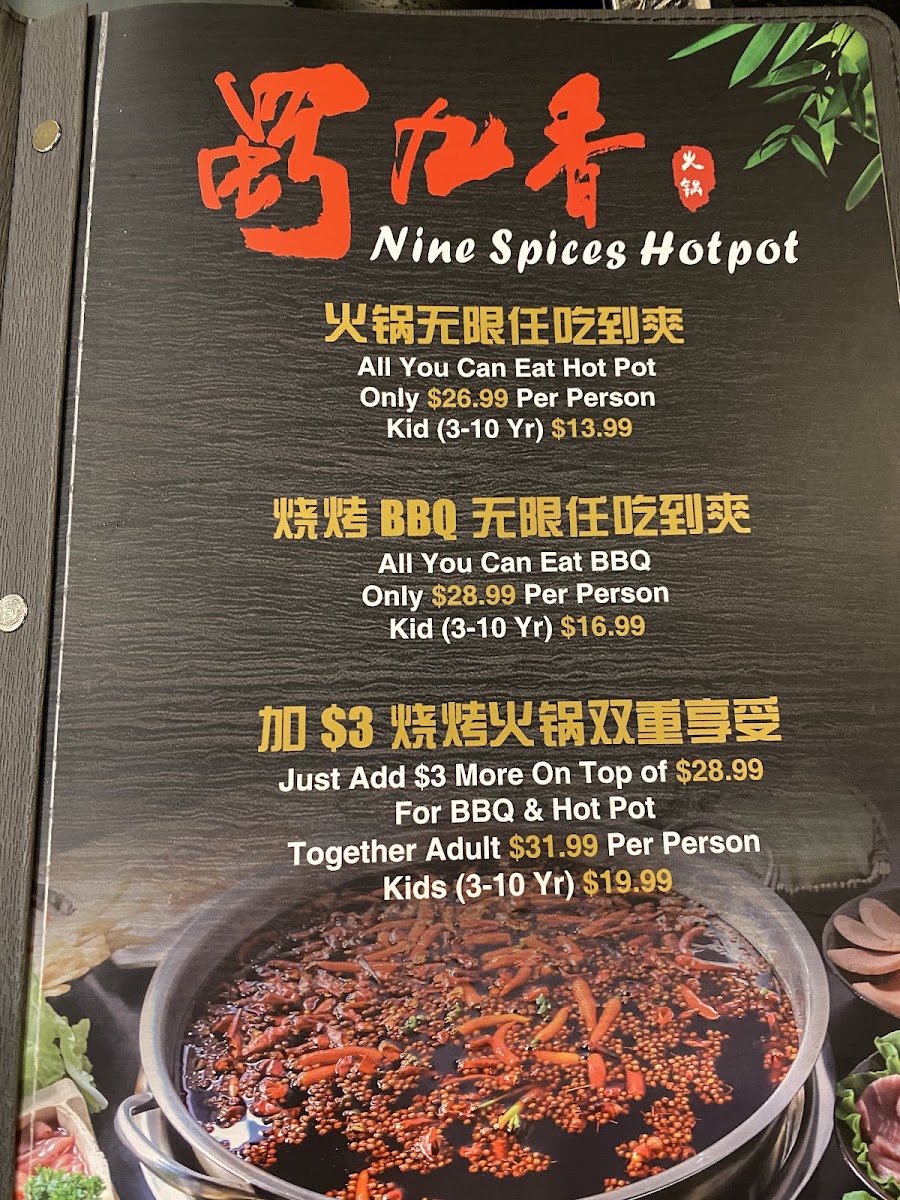 蜀九香
火锅
Nine Spices Hotpot
火锅无限任吃到爽
All You Can Eat Hot Pot
Only $26.99 Per Person
Kid (3-10 Yr) $13.99
烧烤 BBQ 无限任吃到爽
All You Can Eat BBQ
Only $28.99 Per Person
Kid (3-10 Yr) $16.99
加 $3 烧烤火锅双重享受
Just Add $3 More On Top of $28.99
For BBQ & Hot Pot
Together Adult $31.99 Per Person
Kids (3-10 Yr) $19.99